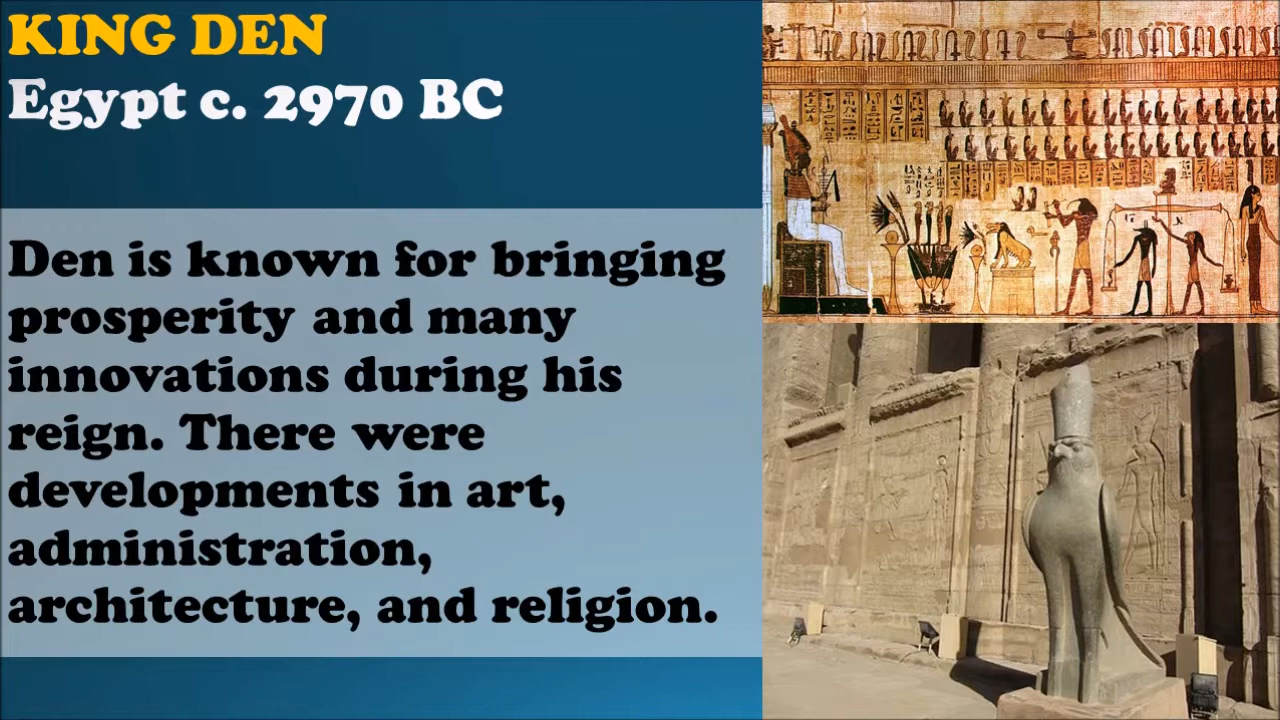 KING DEN
Egypt c. 2970 BC
Den is known for bringing
prosperity and many
innovations during his
reign. There were
developments in art,
administration,
architecture, and religion.